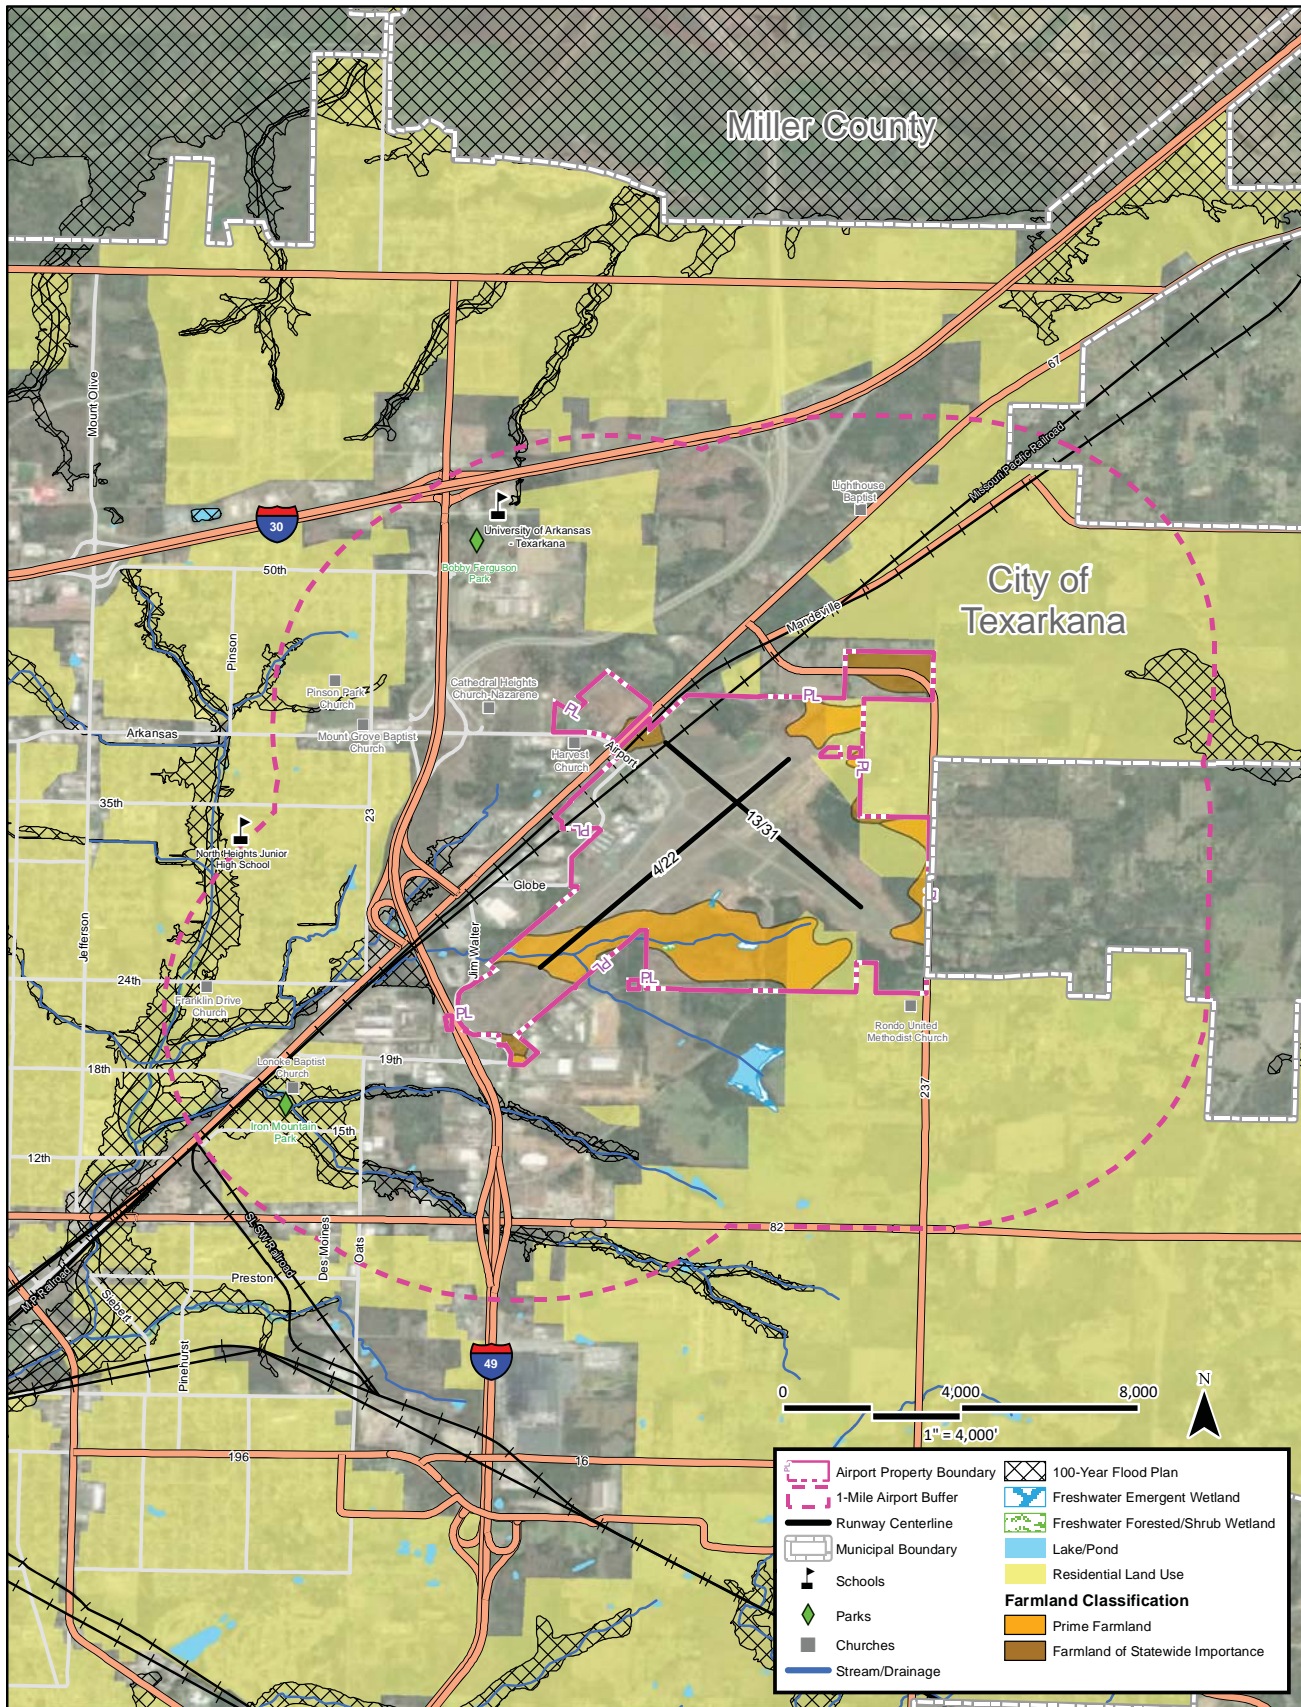 Miller County
67
Mount Olive
Missouri Pacific Railroad
Lighthouse
Baptist
30
University of Arkansas
- Texarkana
Bobby Ferguson
Park
50th
City of
Texarkana
Mandeville
Pinson
Pinson Park
Church
Cathedral Heights
Church-Nazarene
PL
PL
Arkansas
Mount Grove Baptist
Church
Harvest
Church
Airport
PL
35th
23
13/31
PL
North Heights Junior
High School
4/22
Globe
Jefferson
Jim Walter
24th
PL
PL
Franklin Drive
Church
PL
Rondo United
Methodist Church
19th
18th
Lonoke Baptist
Church
237
Iron Mountain
Park
15th
12th
82
SL SW Railroad
Des Moines
Oats
Preston
M P Railroad
Siebert
Pinehurst
49
N
0
4,000
8,000
1" = 4,000'
196
16
PL
Airport Property Boundary
1-Mile Airport Buffer
Runway Centerline
Municipal Boundary
Schools
Parks
Churches
Stream/Drainage
100-Year Flood Plan
Freshwater Emergent Wetland
Freshwater Forested/Shrub Wetland
Lake/Pond
Residential Land Use
Farmland Classification
Prime Farmland
Farmland of Statewide Importance